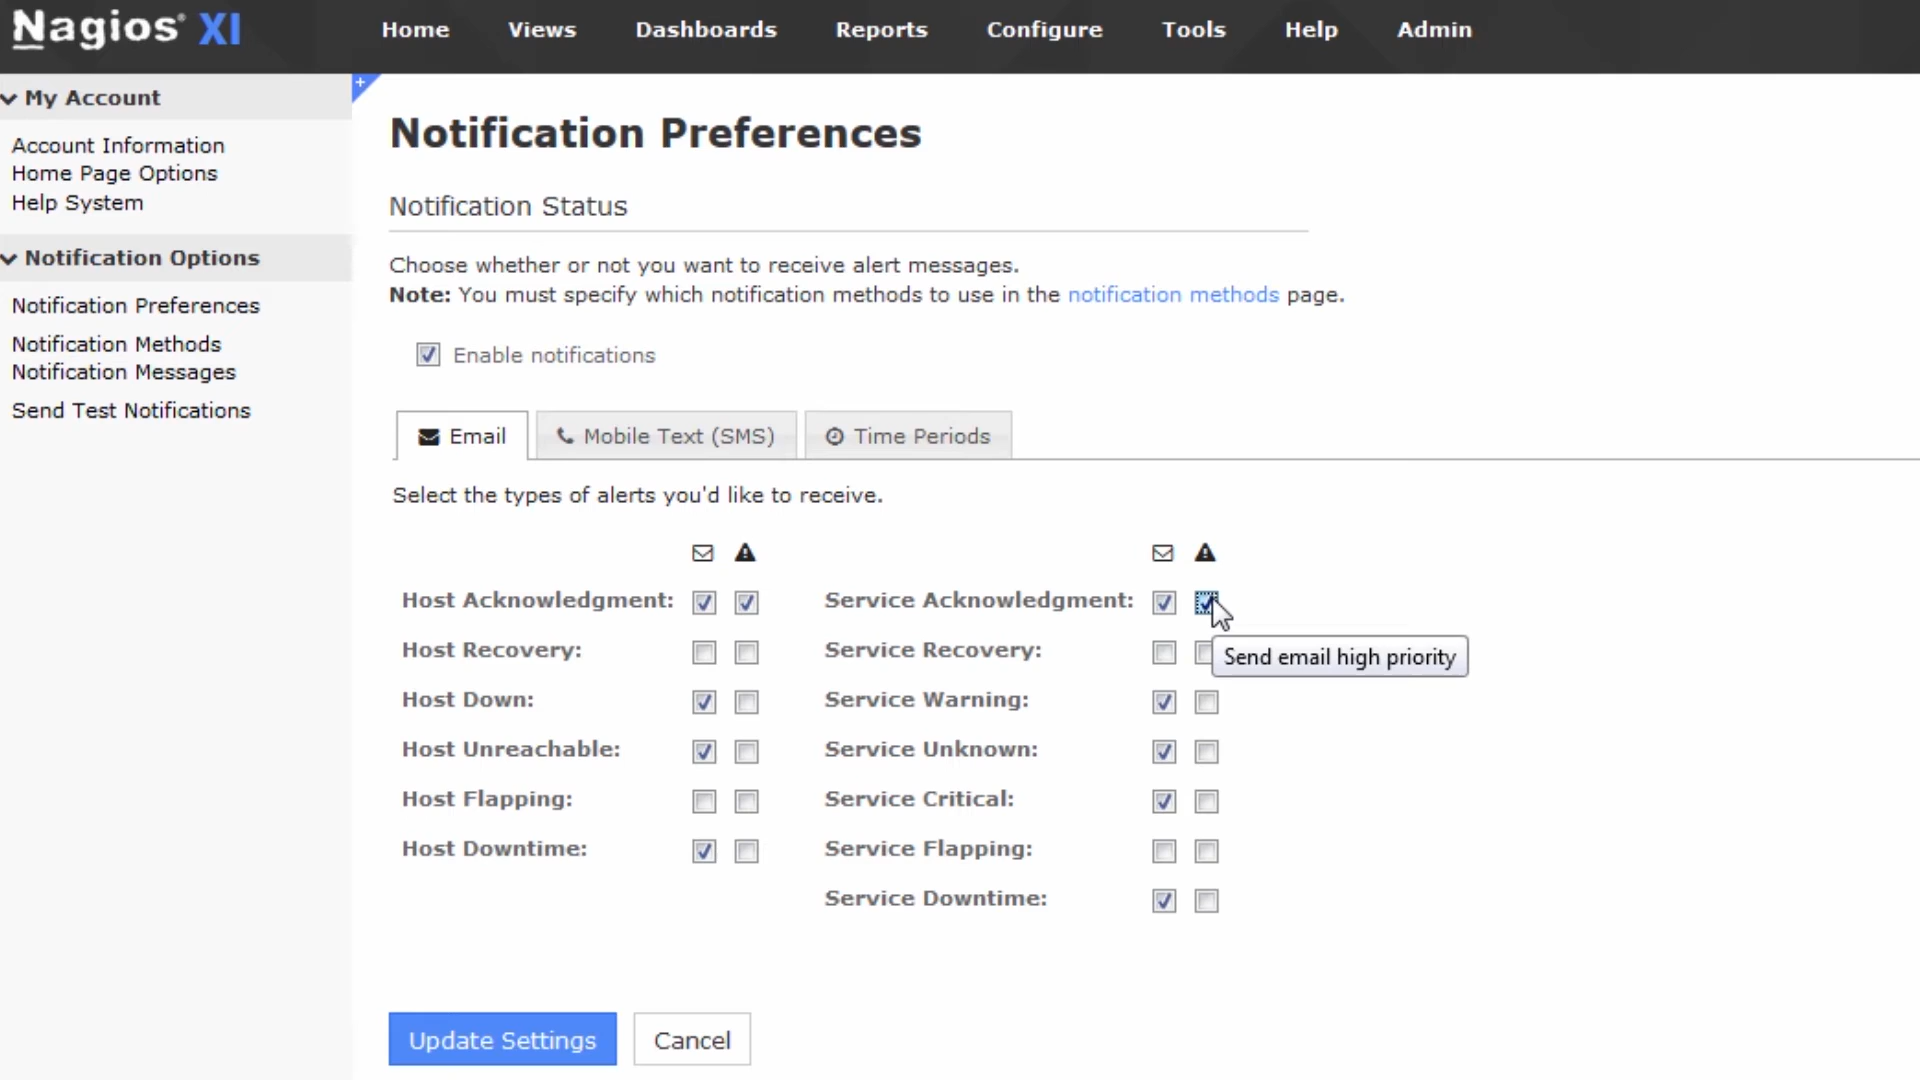 Nagios® XI
Home Views Dashboards Reports Configure Tools Help Admin
My Account
Account Information
Home Page Options
Help System
Notification Options
Notification Preferences
Notification Methods
Notification Messages
Send Test Notifications
+
Notification Preferences
Notification Status
Choose whether or not you want to receive alert messages.
Note: You must specify which notification methods to use in the notification methods page.
Enable notifications
Email Mobile Text (SMS) Time Periods
Select the types of alerts you'd like to receive.
Host Acknowledgment: Service Acknowledgment:
Host Recovery: Service Recovery:
Send email high priority
Host Down: Service Warning:
Host Unreachable: Service Unknown:
Host Flapping: Service Critical:
Host Downtime: Service Flapping:
Service Downtime:
Update Settings Cancel